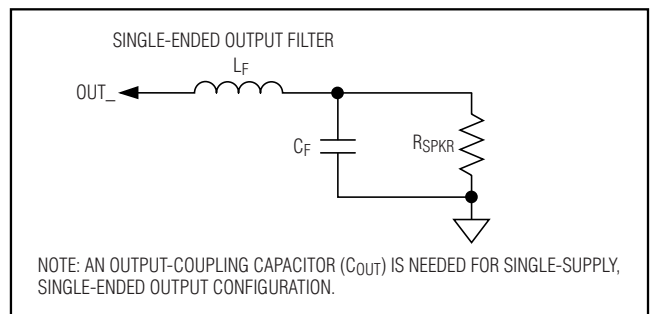 SINGLE-ENDED OUTPUT FILTER
LF
OUT_
CF
RSPKR
NOTE: AN OUTPUT-COUPLING CAPACITOR (COUT) IS NEEDED FOR SINGLE-SUPPLY,
SINGLE-ENDED OUTPUT CONFIGURATION.